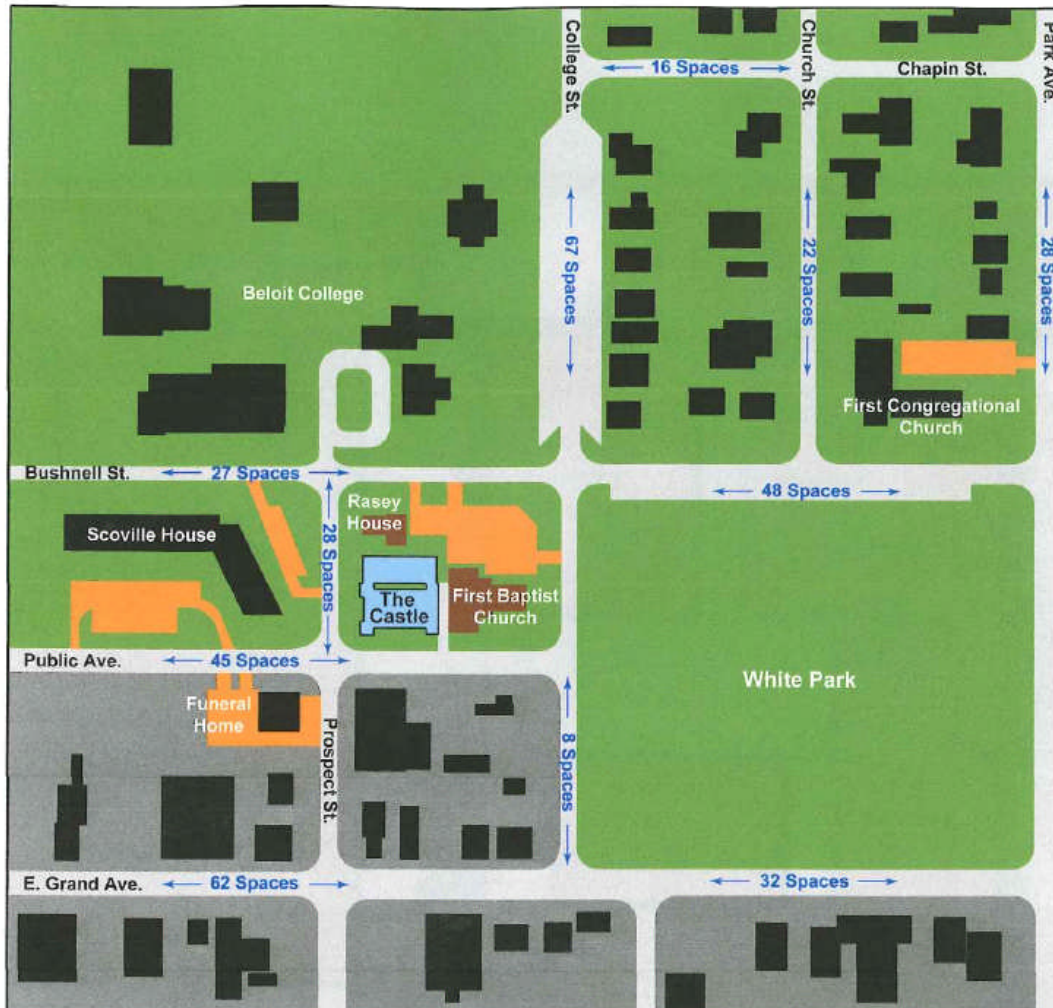 College St.
Church St.
Park Ave.
16 Spaces
Chapin St.
67 Spaces
22 Spaces
28 Spaces
Beloit College
First Congregational
Church
Bushnell St.
27 Spaces
48 Spaces
Rasey
House
Scoville House
28 Spaces
The
Castle
First Baptist
Church
Public Ave.
45 Spaces
White Park
Funeral
Home
Prospect St.
8 Spaces
E. Grand Ave.
62 Spaces
32 Spaces